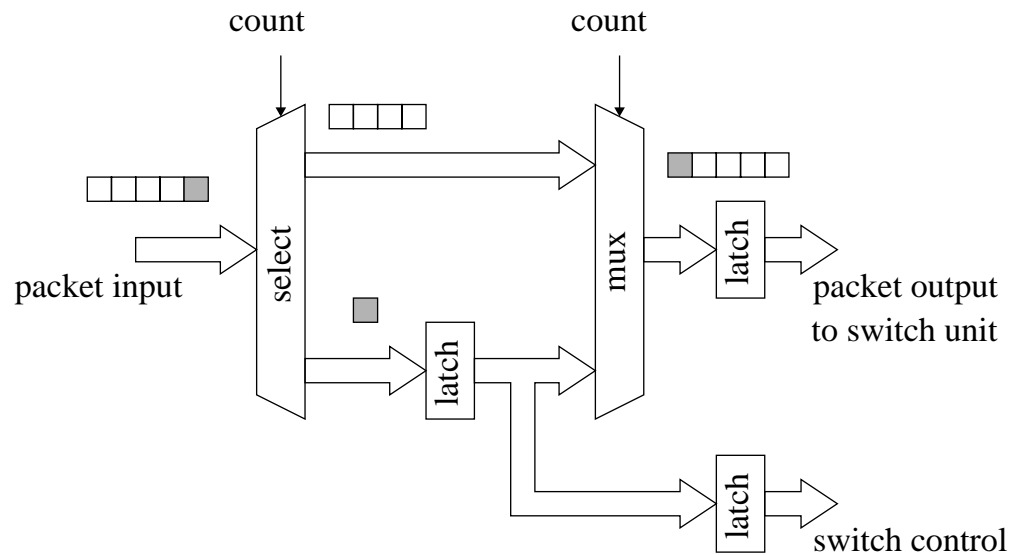 count
count
select
mux
latch
packet input
packet output
to switch unit
latch
latch
switch control